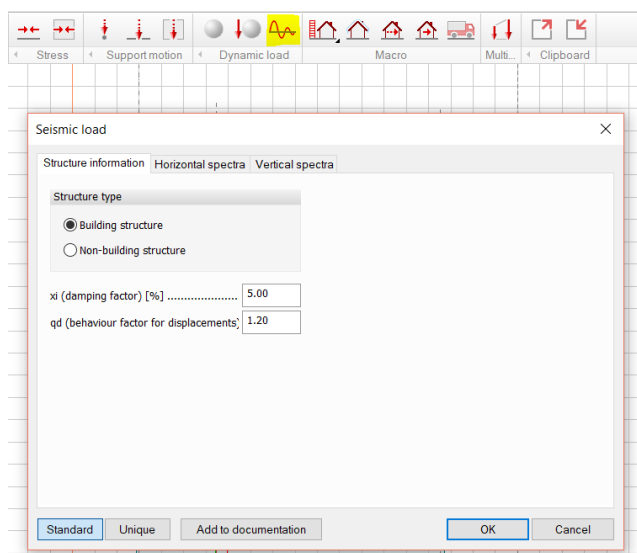 Stress Support motion Dynamic load Macro Multi... Clipboard
Seismic load
Structure information Horizontal spectra Vertical spectra
Structure type
Building structure
Non-building structure
xi (damping factor) [%] ..................... 5.00
qd (behaviour factor for displacements) 1.20
Standard Unique Add to documentation OK Cancel